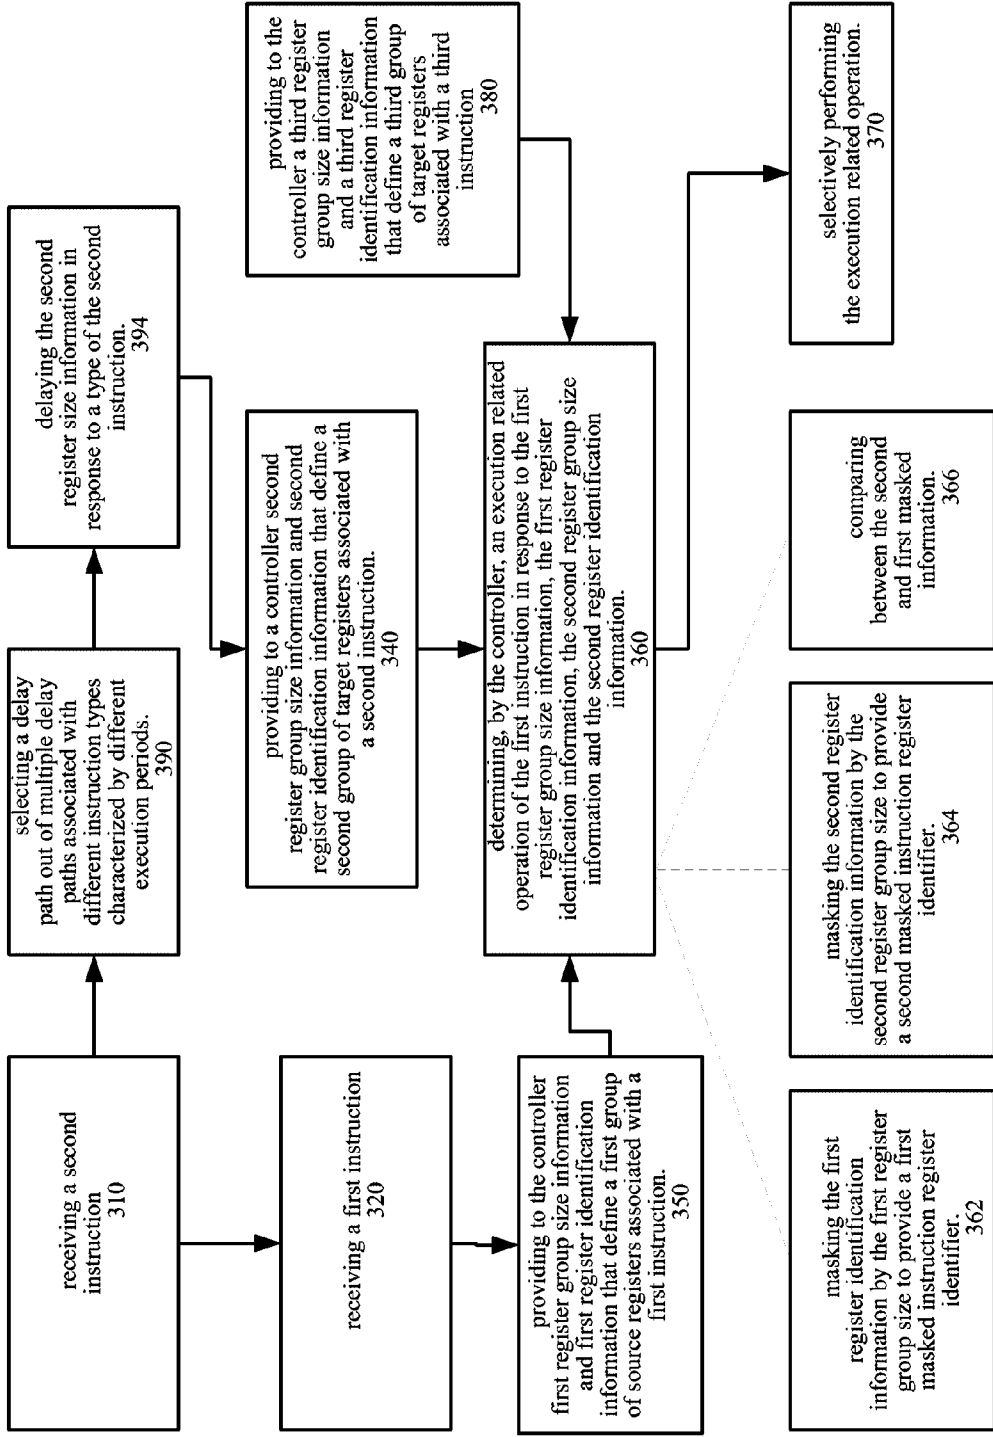 receiving a second
instruction
310
selecting a delay
path out of multiple delay
paths associated with
different instruction types
characterized by different
execution periods.
390
delaying the second
register size information in
response to a type of the second
instruction.
394
receiving a first instruction
320
providing to a controller second
register group size information and second
register identification information that define a
second group of target registers associated with
a second instruction.
340
providing to the
controller a third register
group size information
and a third register
identification information
that define a third group
of target registers
associated with a third
instruction
380
providing to the controller
first register group size information
and first register identification
information that define a first group
of source registers associated with a
first instruction.
350
determining, by the controller, an execution related
operation of the first instruction in response to the first
register group size information, the first register
identification information, the second register group size
information and the second register identification
information.
360
masking the first
register identification
information by the first register
group size to provide a first
masked instruction register
identifier.
362
masking the second register
identification information by the
second register group size to provide
a second masked instruction register
identifier.
364
comparing
between the second
and first masked
information.
366
selectively performing
the execution related operation.
370